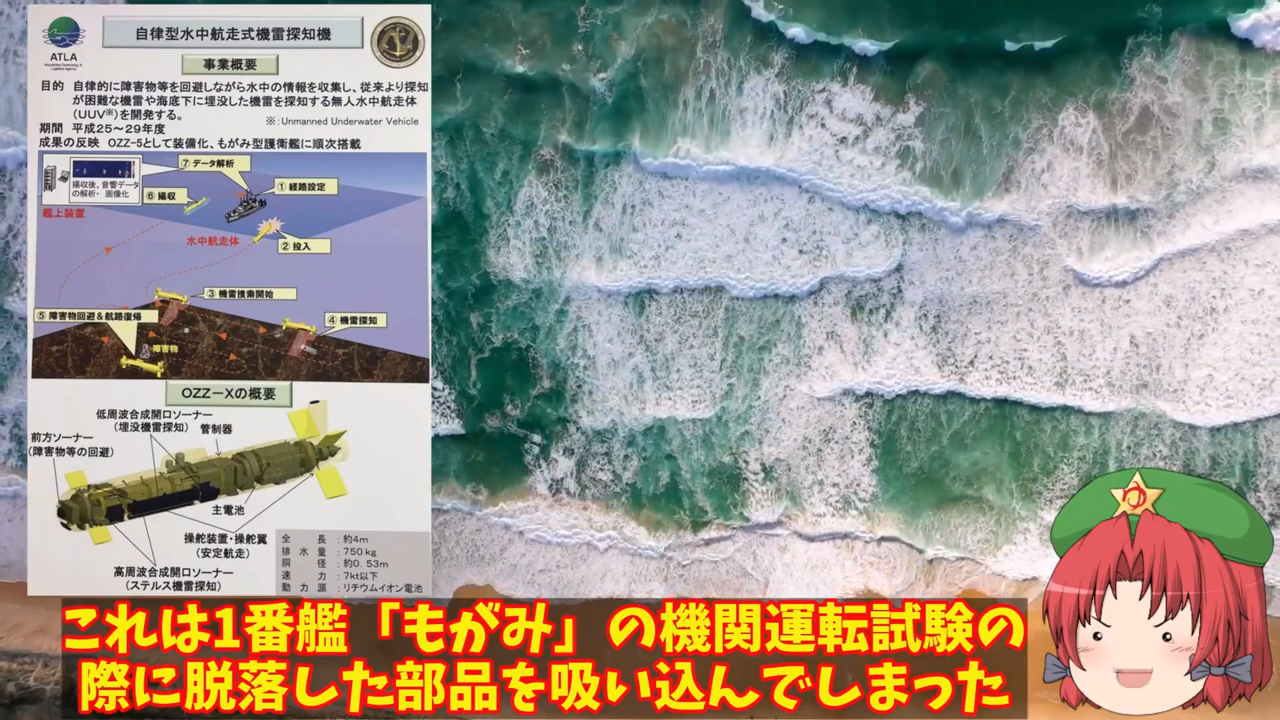 自律型水中航走式機雷探知機
ATLA
事業概要
目的 自律的に障害物等を回避しながら水中の情報を収集し、従来より探知
が困難な機雷や海底下に埋没した機雷を探知する無人水中航走体
(UUV※)を開発する。
※:Unmanned Underwater Vehicle
期間 平成25～29年度
成果の反映 OZZ-5として装備化、もがみ型護衛艦に順次搭載
⑦データ解析
揚収後、音響データ
の解析・画像化
①経路設定
⑥揚収
艦上装置
水中航走体
②投入
③機雷捜索開始
⑤障害物回避&航路復帰
④機雷探知
障害物
OZZ－Xの概要
低周波合成開口ソーナー
(埋没機雷探知)
管制器
前方ソーナー
(障害物等の回避)
主電池
操舵装置・操舵翼
(安定航走)
高周波合成開口ソーナー
(ステルス機雷探知)
全長:約4m
排水量:750kg
胴径:約0.53m
速力:7kt以下
動力源:リチウムイオン電池
これは1番艦「もがみ」の機関運転試験の
際に脱落した部品を吸い込んでしまった